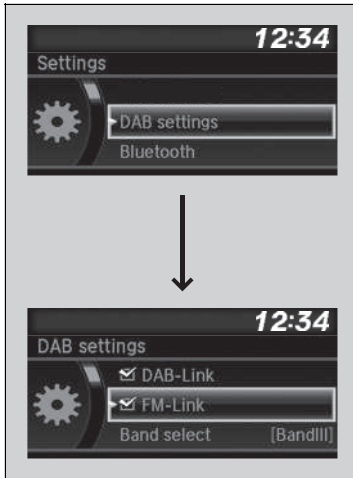 12:34
Settings
DAB settings
Bluetooth
12:34
DAB settings
DAB-Link
FM-Link
Band select [BandIII]